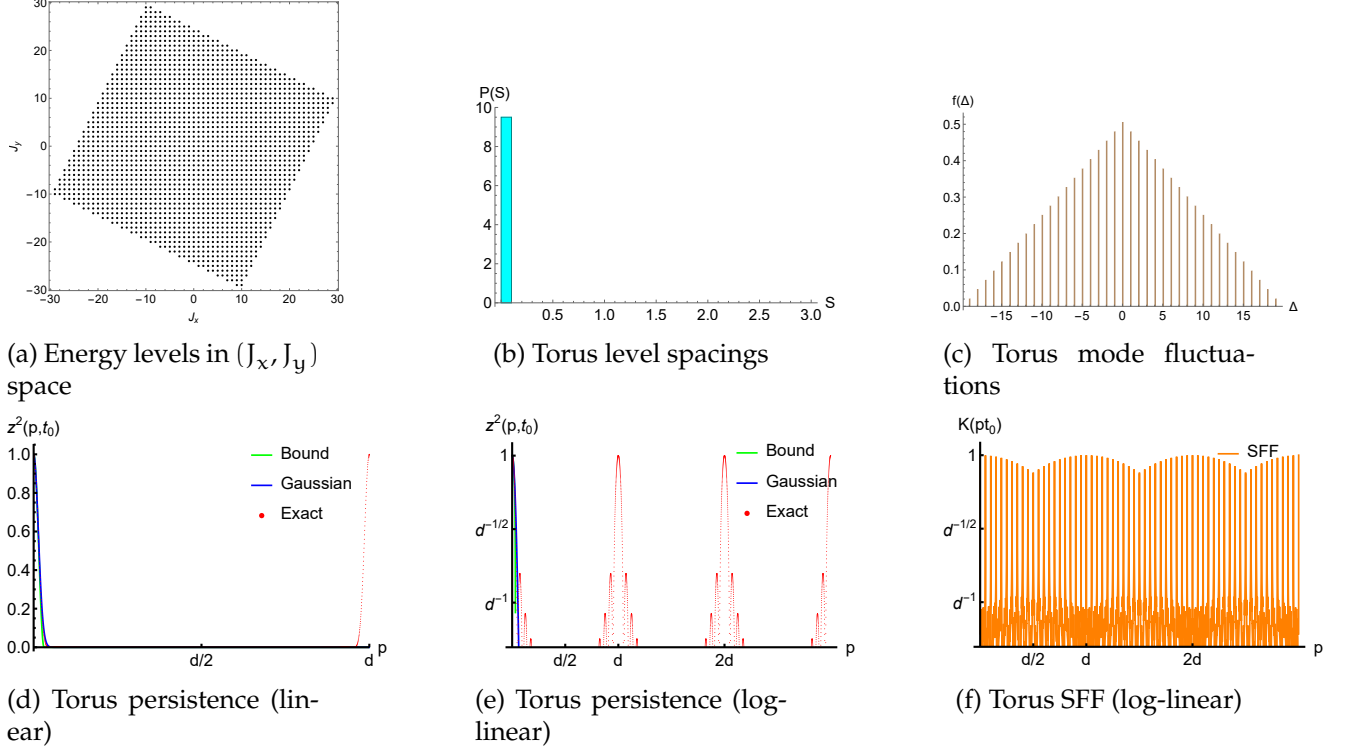 30
20
10
0
−10
−20
−30
−30 −20 −10 0 10 20 30
J_y
J_x
P(S)
10
8
6
4
2
0
0.5 1.0 1.5 2.0 2.5 3.0
S
f(Δ)
0.5
0.4
0.3
0.2
0.1
0.0
−15 −10 −5 0 5 10 15
Δ
(a) Energy levels in (J_x, J_y)
space
(b) Torus level spacings
(c) Torus mode fluctua-
tions
z²(p,t₀)
1.0
0.8
0.6
0.4
0.2
0.0
d/2 d
p
Bound
Gaussian
Exact
z²(p,t₀)
1
d^{-1/2}
d^{-1}
d/2 d 2d
p
Bound
Gaussian
Exact
K(pt₀)
1
d^{-1/2}
d^{-1}
d/2 d 2d
p
SFF
(d) Torus persistence (lin-
ear)
(e) Torus persistence (log-
linear)
(f) Torus SFF (log-linear)